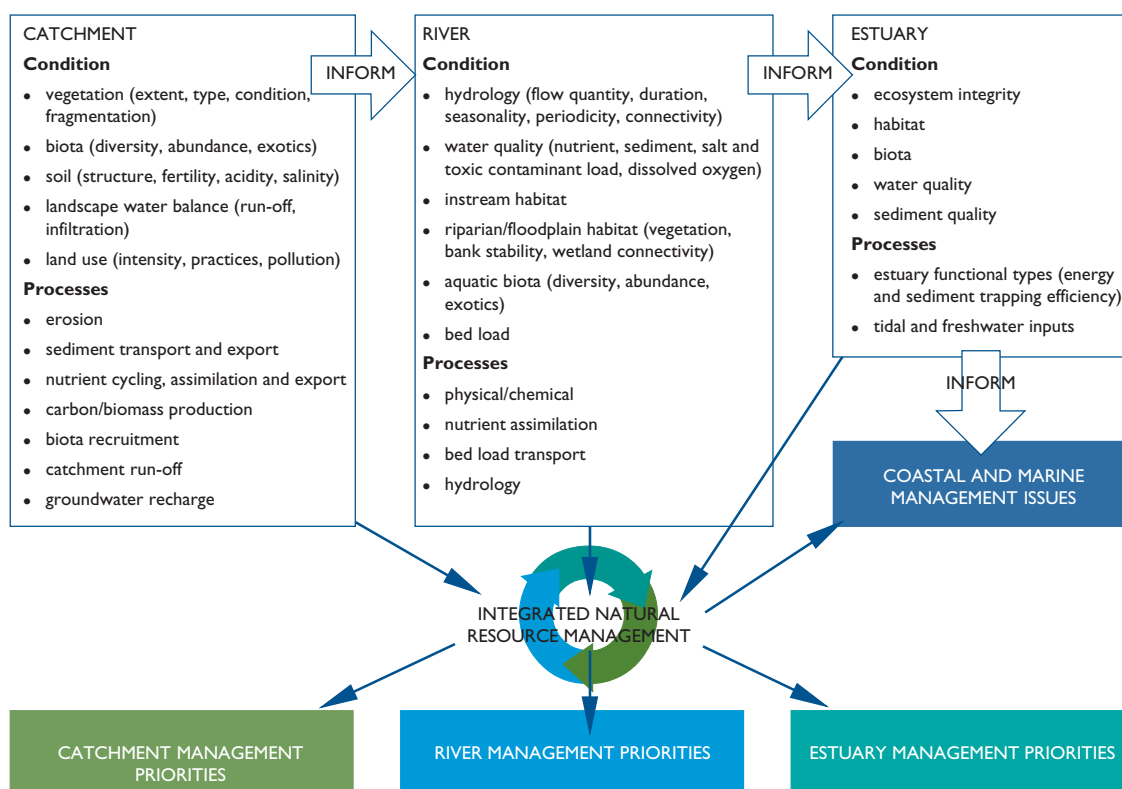 CATCHMENT
Condition
• vegetation (extent, type, condition,
fragmentation)
• biota (diversity, abundance, exotics)
• soil (structure, fertility, acidity, salinity)
• landscape water balance (run-off,
infiltration)
• land use (intensity, practices, pollution)
Processes
• erosion
• sediment transport and export
• nutrient cycling, assimilation and export
• carbon/biomass production
• biota recruitment
• catchment run-off
• groundwater recharge
INFORM
RIVER
Condition
• hydrology (flow quantity, duration,
seasonality, periodicity, connectivity)
• water quality (nutrient, sediment, salt and
toxic contaminant load, dissolved oxygen)
• instream habitat
• riparian/floodplain habitat (vegetation,
bank stability, wetland connectivity)
• aquatic biota (diversity, abundance,
exotics)
• bed load
Processes
• physical/chemical
• nutrient assimilation
• bed load transport
• hydrology
INFORM
ESTUARY
Condition
• ecosystem integrity
• habitat
• biota
• water quality
• sediment quality
Processes
• estuary functional types (energy
and sediment trapping efficiency)
• tidal and freshwater inputs
INFORM
COASTAL AND MARINE
MANAGEMENT ISSUES
INTEGRATED NATURAL
RESOURCE MANAGEMENT
CATCHMENT MANAGEMENT
PRIORITIES
RIVER MANAGEMENT PRIORITIES
ESTUARY MANAGEMENT PRIORITIES